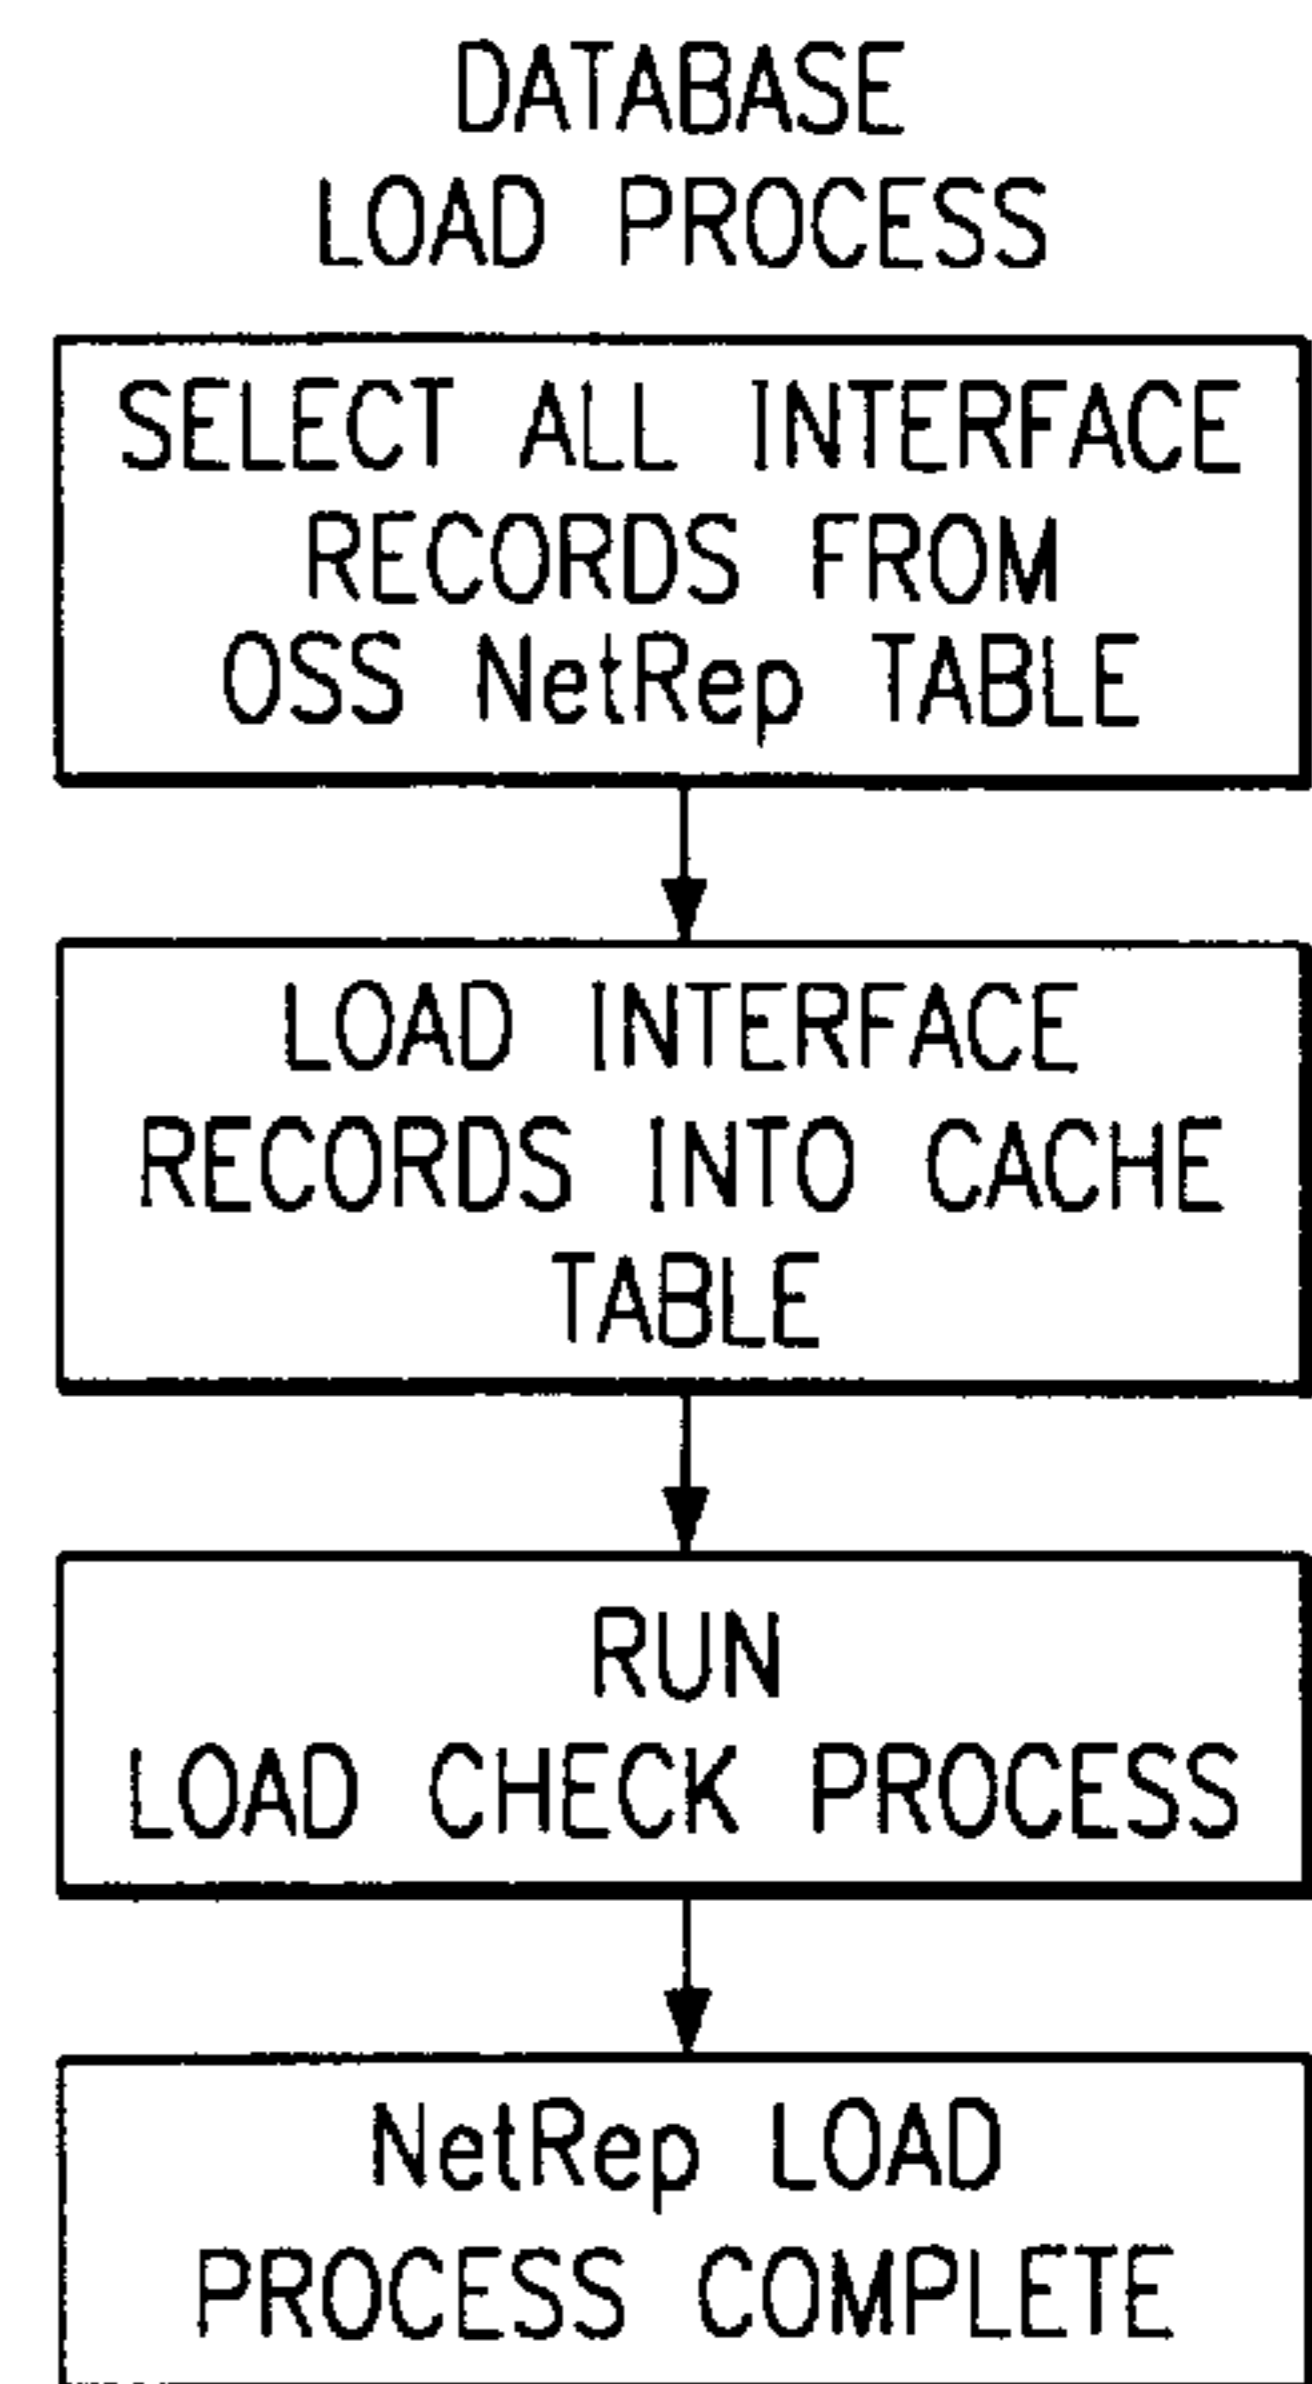 DATABASE
LOAD PROCESS
SELECT ALL INTERFACE
RECORDS FROM
OSS NetRep TABLE
LOAD INTERFACE
RECORDS INTO CACHE
TABLE
RUN
LOAD CHECK PROCESS
NetRep LOAD
PROCESS COMPLETE